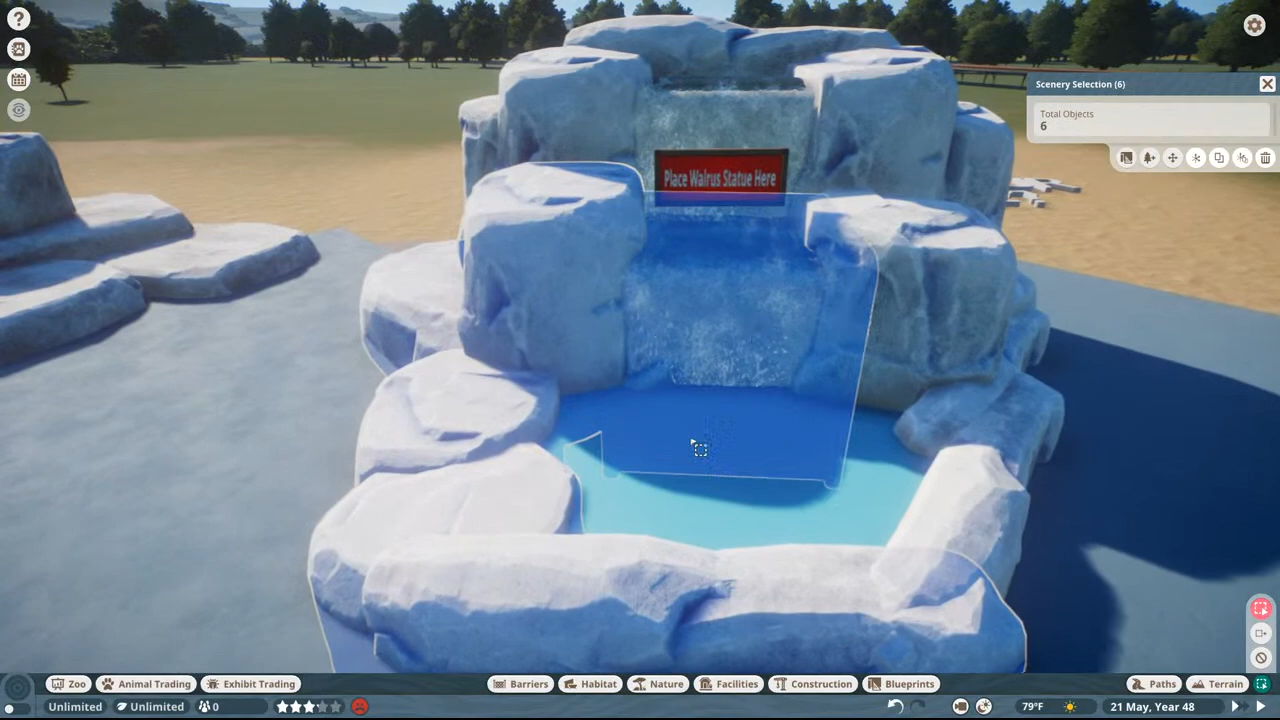 Scenery Selection (6)
Total Objects
6
Place Walrus Statue Here
Zoo
Animal Trading
Exhibit Trading
Barriers
Habitat
Nature
Facilities
Construction
Blueprints
Paths
Terrain
Unlimited
Unlimited
0
79°F
21 May, Year 48